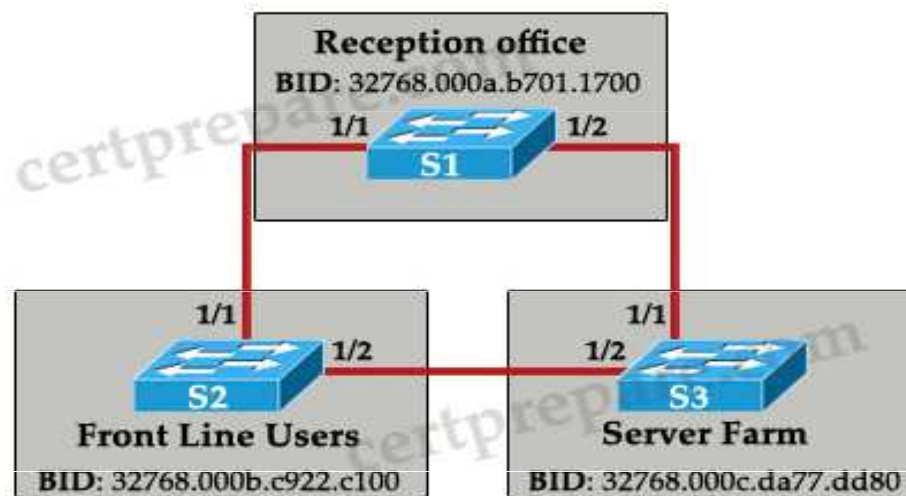 Reception office
BID: 32768.000a.b701.1700
1/1
1/2
S1
certprepare.com
1/1
1/2
S2
Front Line Users
BID: 32768.000b.c922.c100
1/1
1/2
S3
Server Farm
BID: 32768.000c.da77.dd80
certprepare.com